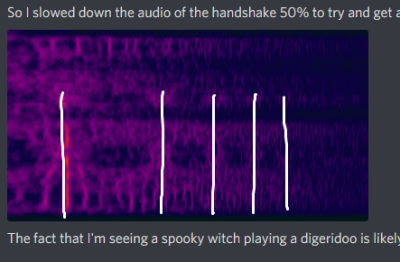 So I slowed down the audio of the handshake 50% to try and get a
The fact that I'm seeing a spooky witch playing a digeridoo is likely